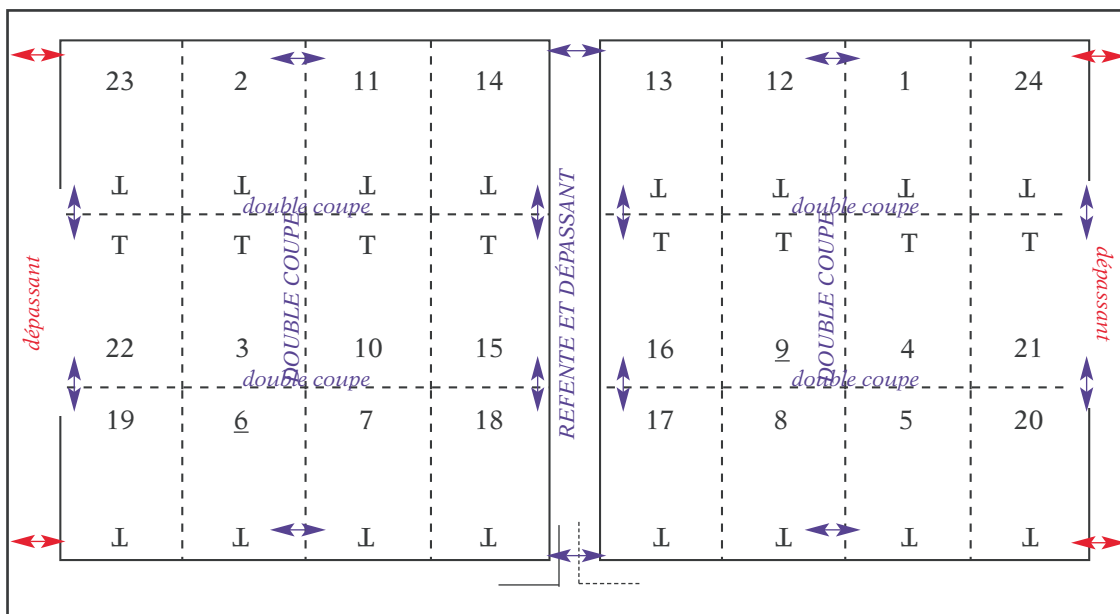 23 2 11 14 13 12 1 24
T T T T T T T T
double coupe double coupe
T T T T T T T T
dépassant DOUBLE COUPE REFENTE ET DÉPASSANT DOUBLE COUPE dépassant
22 3 10 15 16 9 4 21
double coupe double coupe
19 6 7 18 17 8 5 20
T T T T T T T T